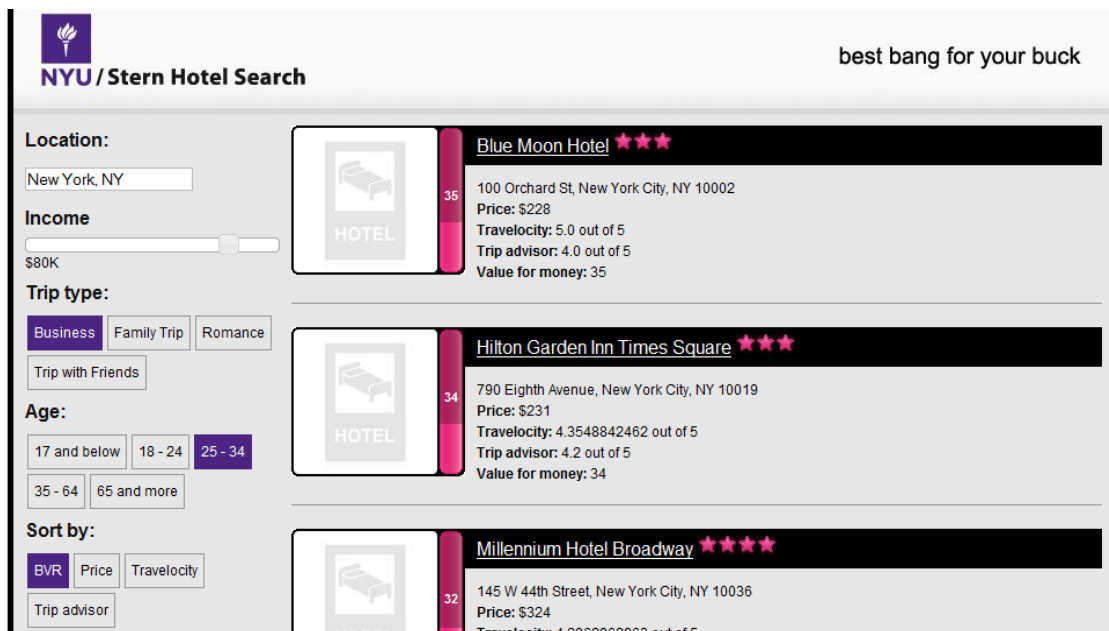 NYU / Stern Hotel Search
best bang for your buck
Location:
New York, NY
Income
$80K
Trip type:
Business Family Trip Romance
Trip with Friends
Age:
17 and below 18 - 24 25 - 34
35 - 64 65 and more
Sort by:
BVR Price Travelocity
Trip advisor
HOTEL
35
Blue Moon Hotel
100 Orchard St, New York City, NY 10002
Price: $228
Travelocity: 5.0 out of 5
Trip advisor: 4.0 out of 5
Value for money: 35
HOTEL
34
Hilton Garden Inn Times Square
790 Eighth Avenue, New York City, NY 10019
Price: $231
Travelocity: 4.3548842462 out of 5
Trip advisor: 4.2 out of 5
Value for money: 34
32
Millennium Hotel Broadway
145 W 44th Street, New York City, NY 10036
Price: $324